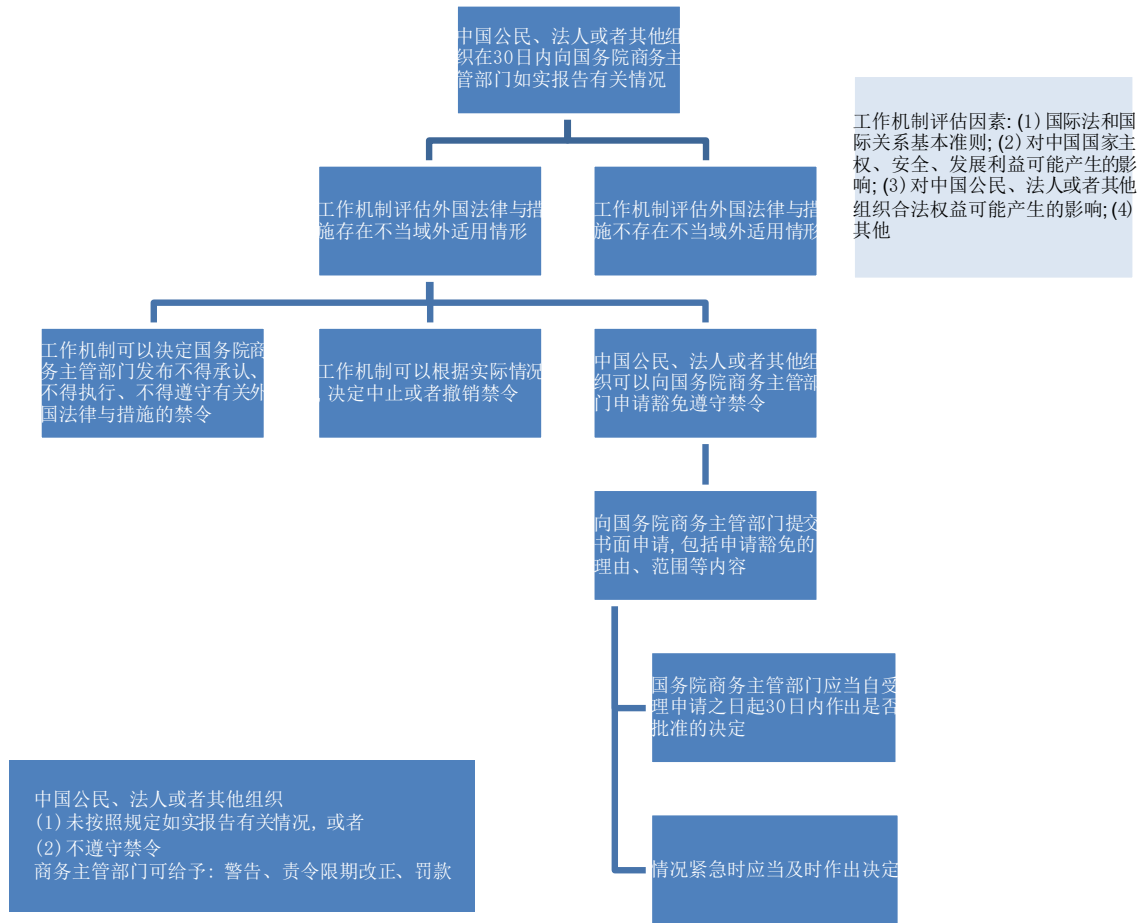 中国公民、法人或者其他组
织在30日内向国务院商务主
管部门如实报告有关情况
工作机制评估因素: (1) 国际法和国
际关系基本准则; (2) 对中国国家主
权、安全、发展利益可能产生的影
响; (3) 对中国公民、法人或者其他
组织合法权益可能产生的影响; (4)
其他
工作机制评估外国法律与措
施存在不当域外适用情形
工作机制评估外国法律与措
施不存在不当域外适用情形
工作机制可以决定国务院商
务主管部门发布不得承认、
不得执行、不得遵守有关外
国法律与措施的禁令
工作机制可以根据实际情况
, 决定中止或者撤销禁令
中国公民、法人或者其他组
织可以向国务院商务主管部
门申请豁免遵守禁令
向国务院商务主管部门提交
书面申请, 包括申请豁免的
理由、范围等内容
国务院商务主管部门应当自受
理申请之日起30日内作出是否
批准的决定
情况紧急时应当及时作出决定
中国公民、法人或者其他组织
(1) 未按照规定如实报告有关情况, 或者
(2) 不遵守禁令
商务主管部门可给予: 警告、责令限期改正、罚款